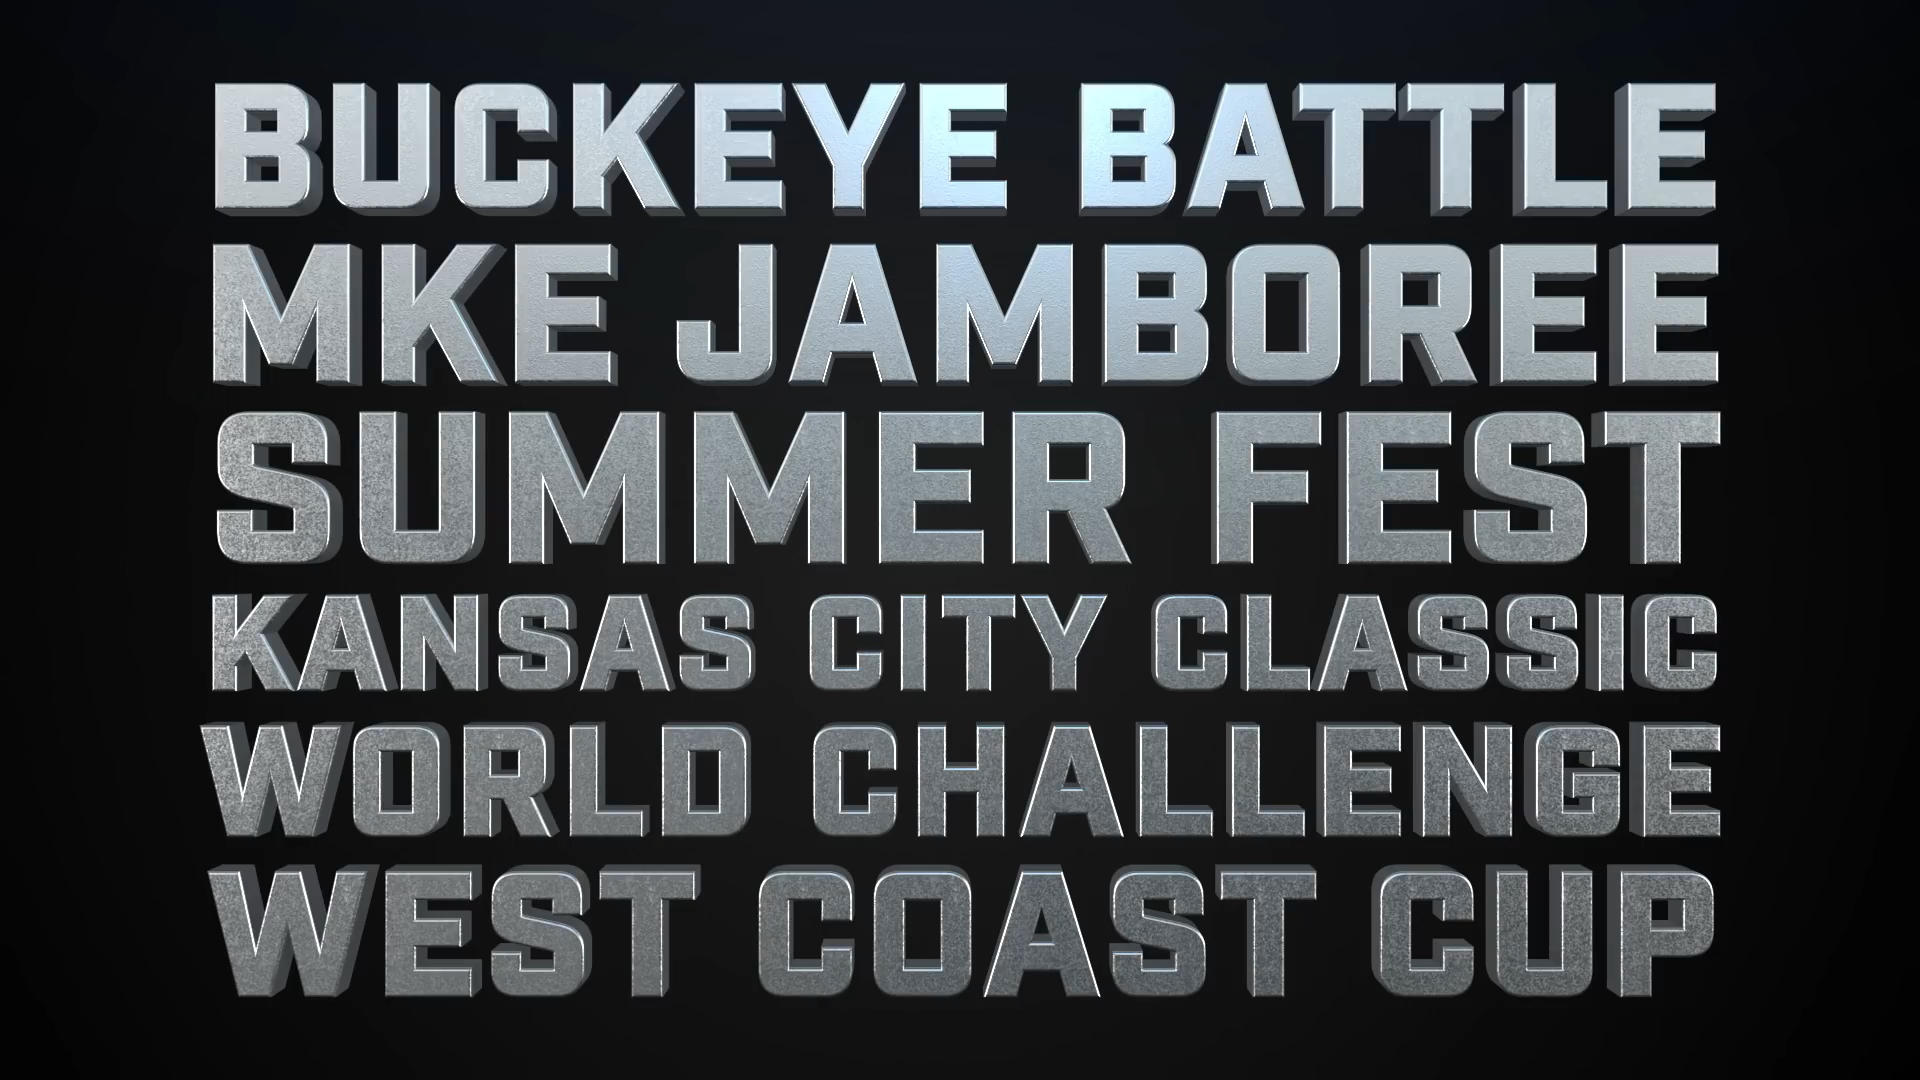 BUCKEYE BATTLE
MKE JAMBOREE
SUMMER FEST
KANSAS CITY CLASSIC
WORLD CHALLENGE
WEST COAST CUP